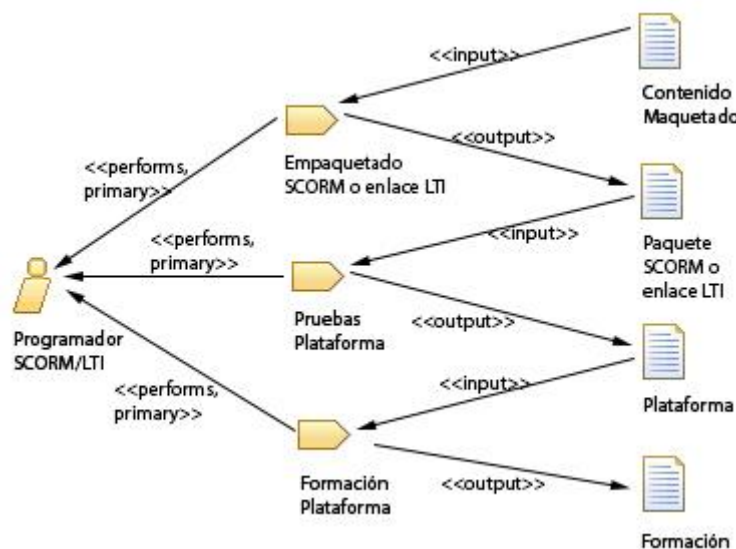 <<input>>
Contenido
Maquetado
<<performs,
primary>>
Empaquetado
SCORM o enlace LTI
<<output>>
<<performs,
primary>>
<<input>>
Paquete
SCORM o
enlace LTI
Programador
SCORM/LTI
Pruebas
Plataforma
<<output>>
<<performs,
primary>>
<<input>>
Plataforma
Formación
Plataforma
<<output>>
Formación